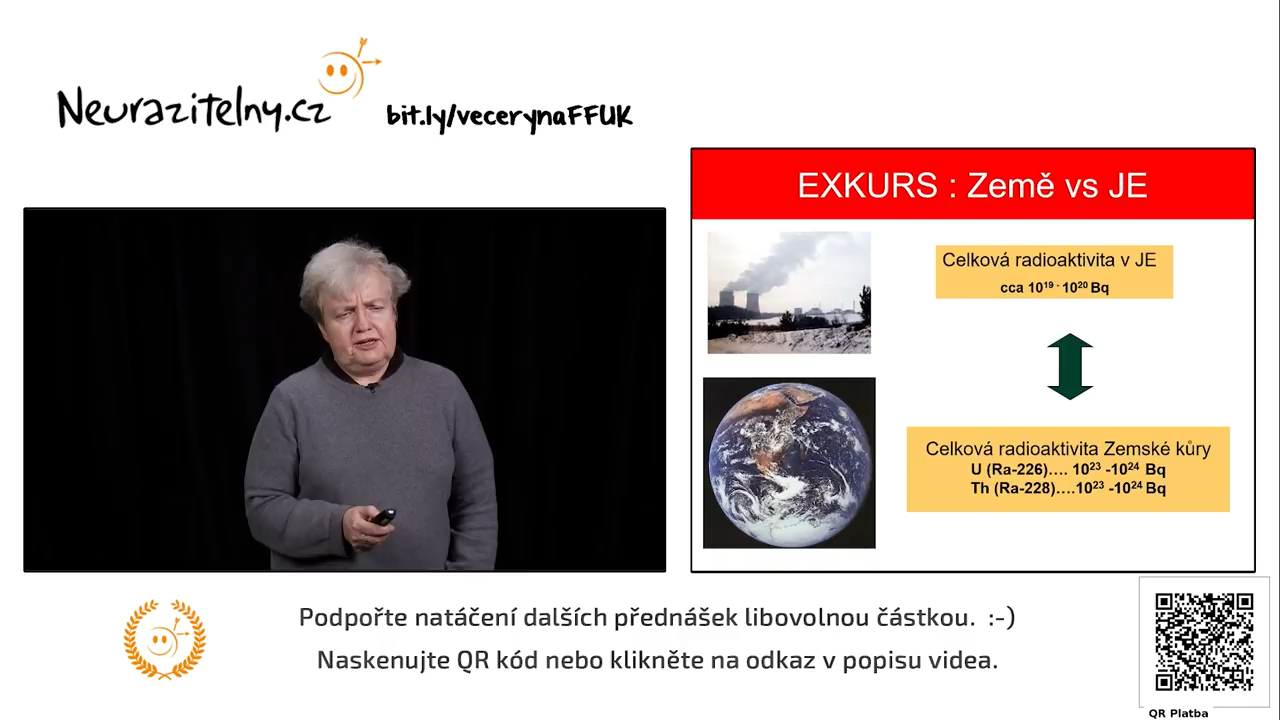 Neurazitelny.cz
bit.ly/vecerynaFFUK
EXKURS : Země vs JE
Celková radioaktivita v JE
cca 10¹⁹ - 10²⁰ Bq
Celková radioaktivita Zemské kůry
U (Ra-226)…. 10²³ -10²⁴ Bq
Th (Ra-228)….10²³ -10²⁴ Bq
Podpořte natáčení dalších přednášek libovolnou částkou. :-)
Naskenujte QR kód nebo klikněte na odkaz v popisu videa.
QR Platba